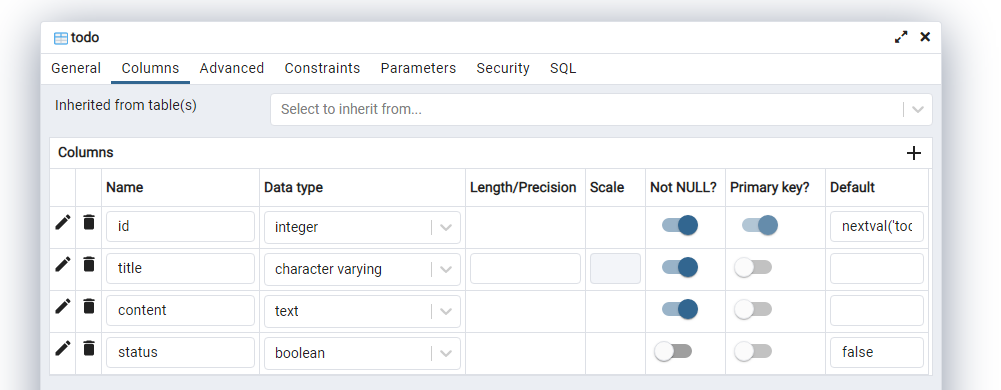 todo
General Columns Advanced Constraints Parameters Security SQL
Inherited from table(s) Select to inherit from...
Columns
Name Data type Length/Precision Scale Not NULL? Primary key? Default
id integer nextval('toc
title character varying
content text
status boolean false